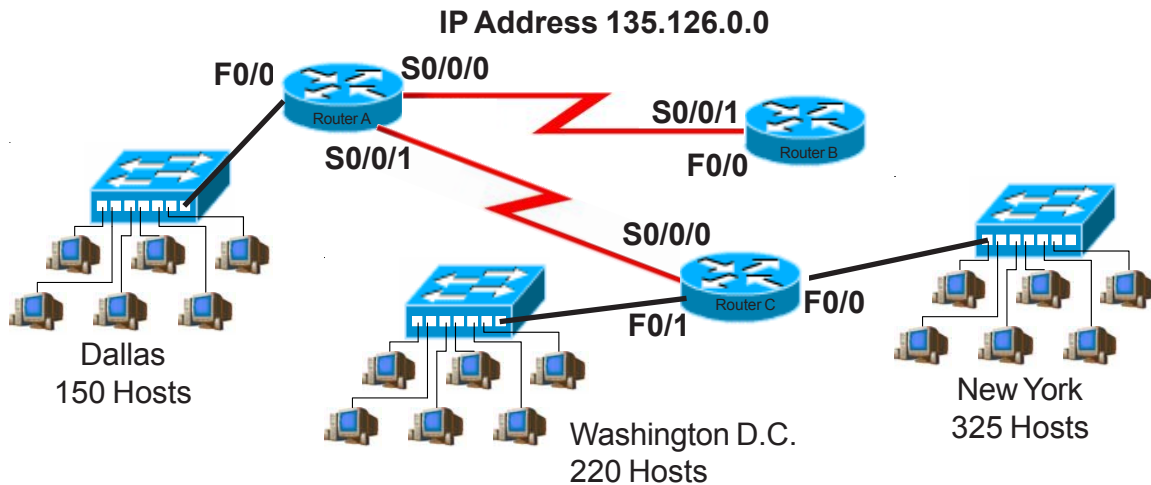 IP Address 135.126.0.0
F0/0
S0/0/0
Router A
S0/0/1
S0/0/1
Router B
F0/0
S0/0/0
Router C
F0/1
F0/0
Dallas
150 Hosts
Washington D.C.
220 Hosts
New York
325 Hosts